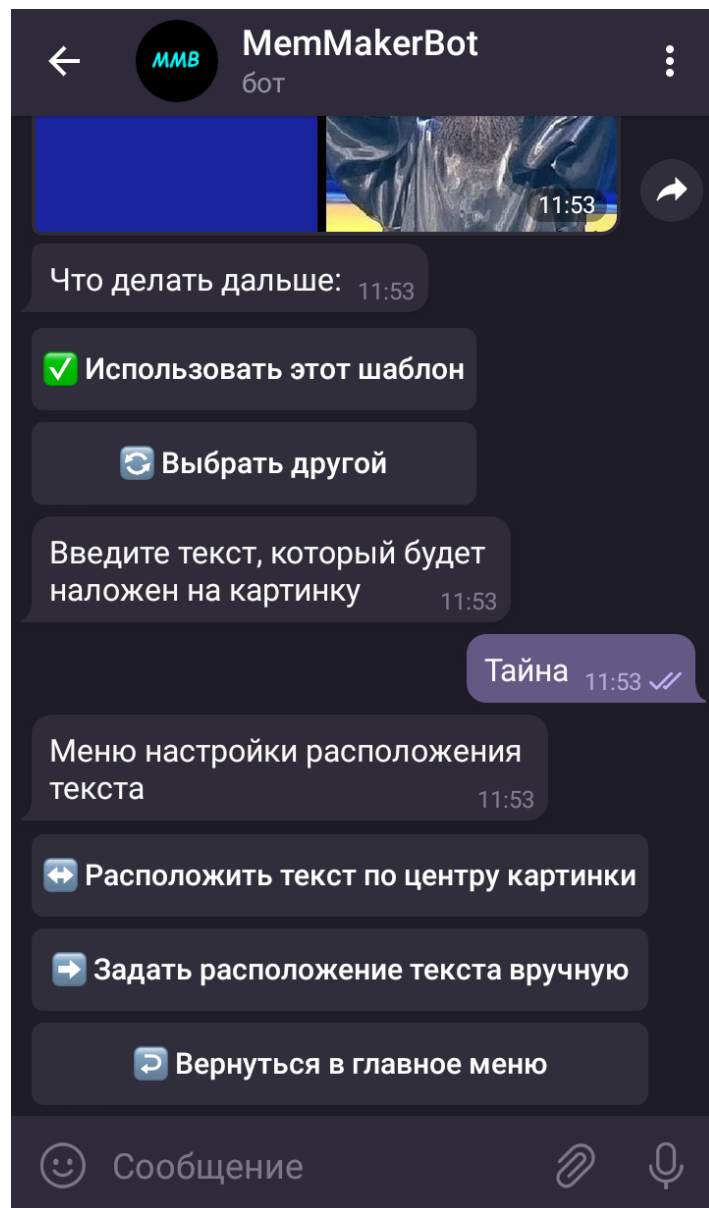 MMB
MemMakerBot
бот
11:53
Что делать дальше: 11:53
✅ Использовать этот шаблон
🔄 Выбрать другой
Введите текст, который будет
наложен на картинку 11:53
Тайна 11:53
Меню настройки расположения
текста 11:53
↔️ Расположить текст по центру картинки
➡️ Задать расположение текста вручную
↩️ Вернуться в главное меню
Сообщение